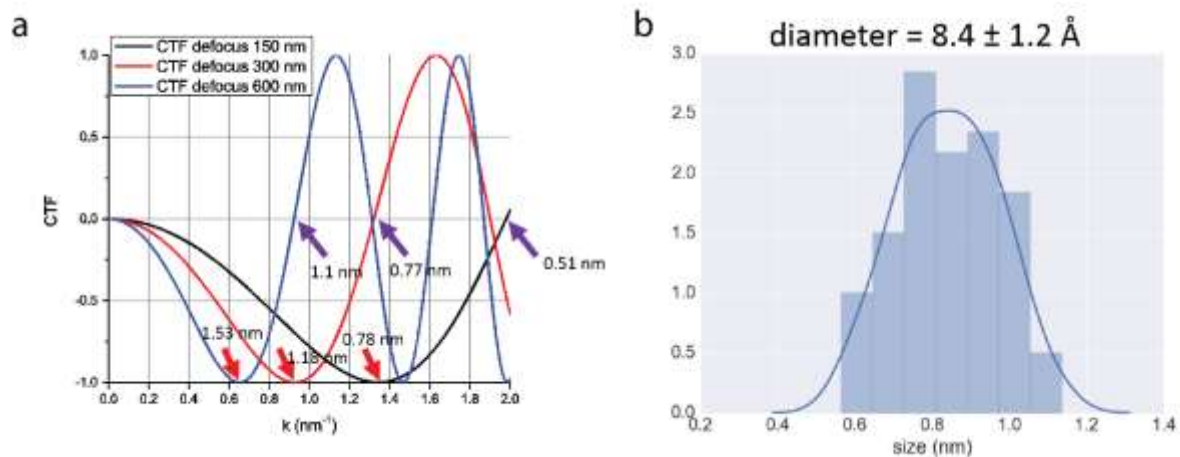 a
1.0
CTF defocus 150 nm
CTF defocus 300 nm
CTF defocus 600 nm
0.5
0.0
-0.5
-1.0
CTF
1.1 nm
0.77 nm
0.51 nm
1.53 nm
1.18 nm
0.78 nm
0.0 0.2 0.4 0.6 0.8 1.0 1.2 1.4 1.6 1.8 2.0
k (nm⁻¹)
b
diameter = 8.4 ± 1.2 Å
3.0
2.5
2.0
1.5
1.0
0.5
0.0
0.2 0.4 0.6 0.8 1.0 1.2 1.4
size (nm)